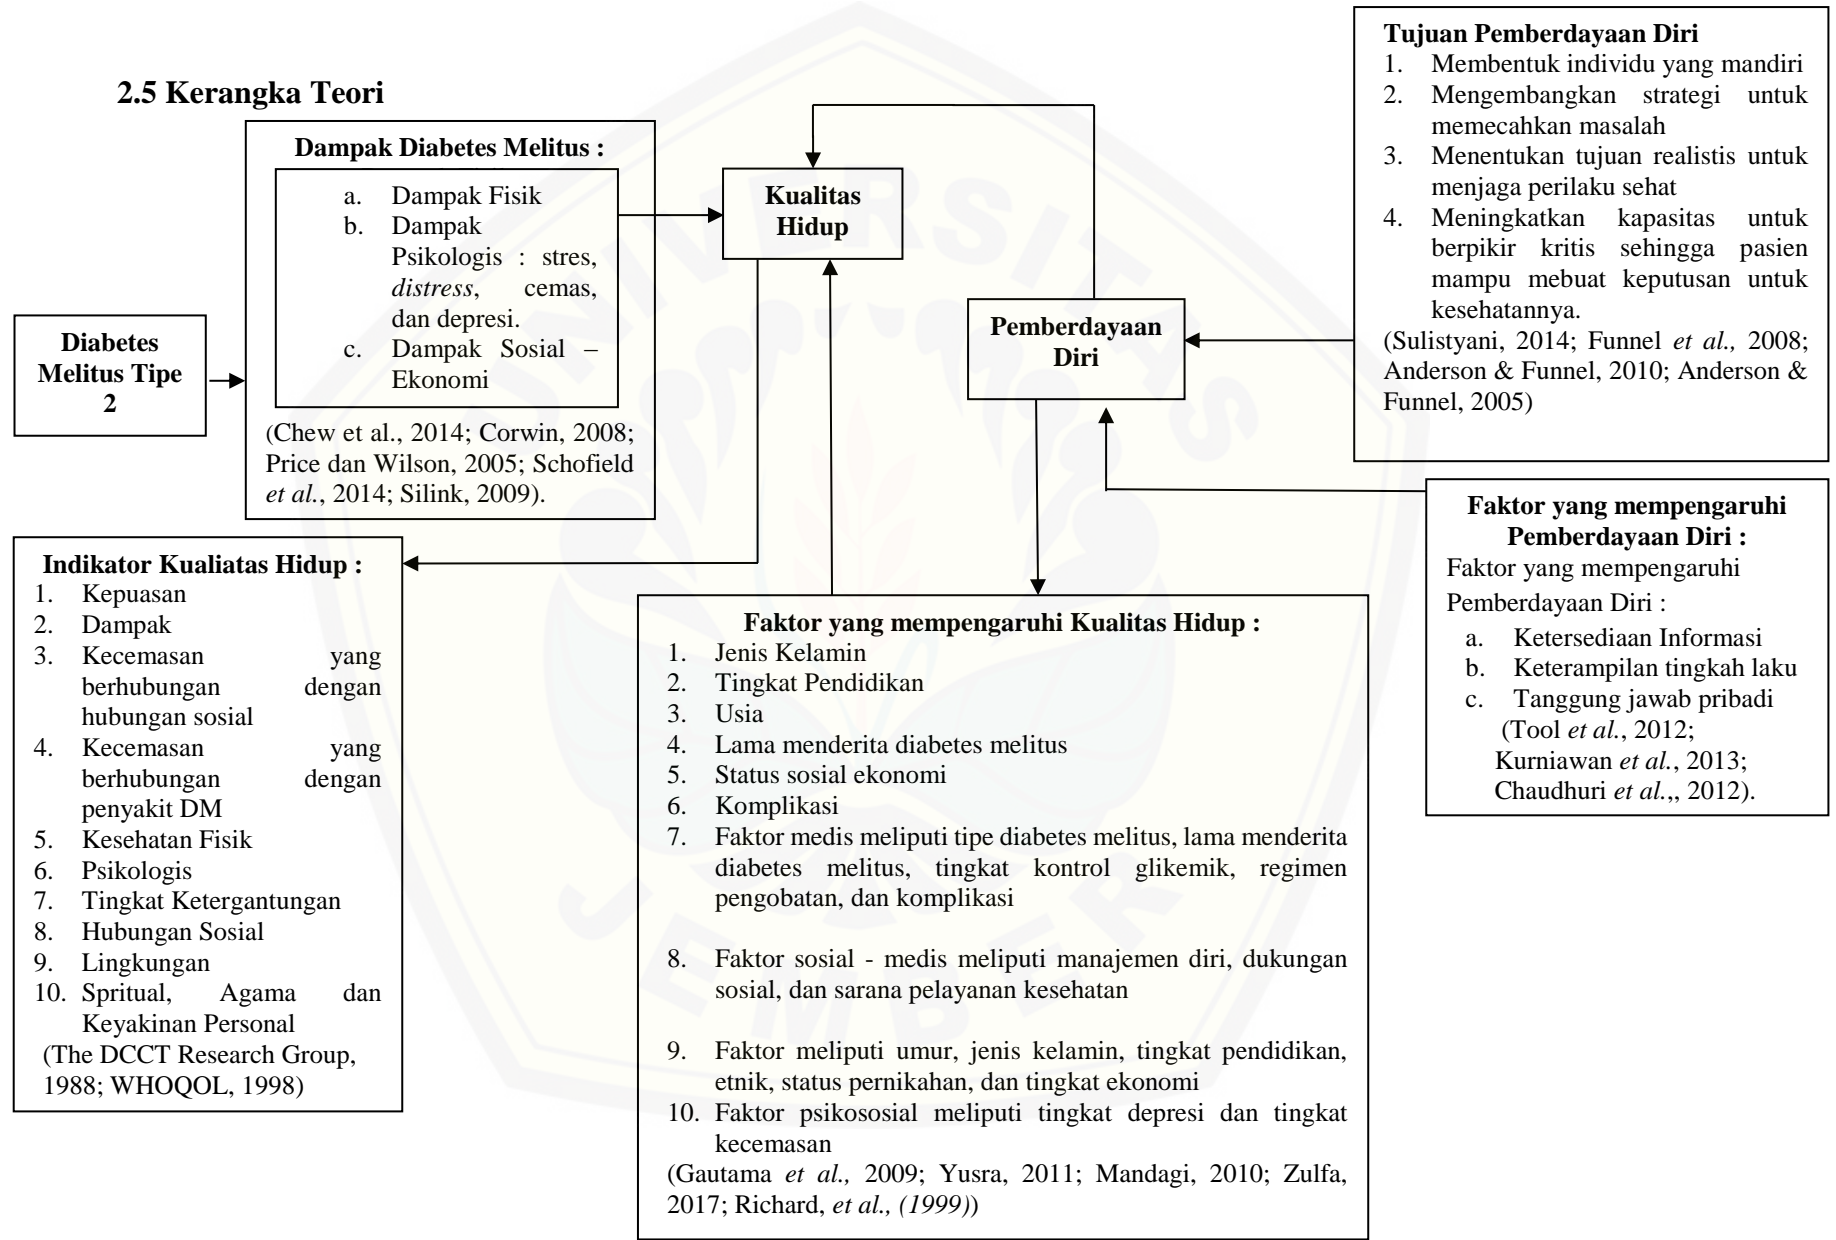 2.5 Kerangka Teori
Diabetes
Melitus Tipe
2
Dampak Diabetes Melitus :
a. Dampak Fisik
b. Dampak
Psikologis : stres,
distress, cemas,
dan depresi.
c. Dampak Sosial –
Ekonomi
(Chew et al., 2014; Corwin, 2008;
Price dan Wilson, 2005; Schofield
et al., 2014; Silink, 2009).
Kualitas
Hidup
Pemberdayaan
Diri
Tujuan Pemberdayaan Diri
1. Membentuk individu yang mandiri
2. Mengembangkan strategi untuk
memecahkan masalah
3. Menentukan tujuan realistis untuk
menjaga perilaku sehat
4. Meningkatkan kapasitas untuk
berpikir kritis sehingga pasien
mampu mebuat keputusan untuk
kesehatannya.
(Sulistyani, 2014; Funnel et al., 2008;
Anderson & Funnel, 2010; Anderson &
Funnel, 2005)
Faktor yang mempengaruhi
Pemberdayaan Diri :
Faktor yang mempengaruhi
Pemberdayaan Diri :
a. Ketersediaan Informasi
b. Keterampilan tingkah laku
c. Tanggung jawab pribadi
(Tool et al., 2012;
Kurniawan et al., 2013;
Chaudhuri et al.,, 2012).
Indikator Kualiatas Hidup :
1. Kepuasan
2. Dampak
3. Kecemasan yang
berhubungan dengan
hubungan sosial
4. Kecemasan yang
berhubungan dengan
penyakit DM
5. Kesehatan Fisik
6. Psikologis
7. Tingkat Ketergantungan
8. Hubungan Sosial
9. Lingkungan
10. Spritual, Agama dan
Keyakinan Personal
(The DCCT Research Group,
1988; WHOQOL, 1998)
Faktor yang mempengaruhi Kualitas Hidup :
1. Jenis Kelamin
2. Tingkat Pendidikan
3. Usia
4. Lama menderita diabetes melitus
5. Status sosial ekonomi
6. Komplikasi
7. Faktor medis meliputi tipe diabetes melitus, lama menderita
diabetes melitus, tingkat kontrol glikemik, regimen
pengobatan, dan komplikasi
8. Faktor sosial - medis meliputi manajemen diri, dukungan
sosial, dan sarana pelayanan kesehatan
9. Faktor meliputi umur, jenis kelamin, tingkat pendidikan,
etnik, status pernikahan, dan tingkat ekonomi
10. Faktor psikososial meliputi tingkat depresi dan tingkat
kecemasan
(Gautama et al., 2009; Yusra, 2011; Mandagi, 2010; Zulfa,
2017; Richard, et al., (1999))
UNIVERSITAS
JEMBER